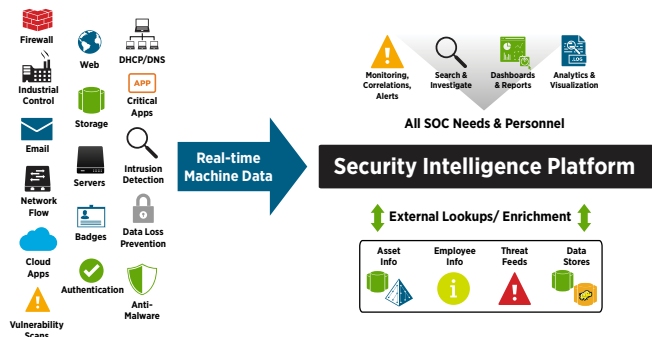 Firewall
Industrial
Control
Email
Network
Flow
Cloud
Apps
Vulnerability
Scans
Web
Storage
Servers
Badges
Authentication
DHCP/DNS
APP
Critical
Apps
Intrusion
Detection
Data Loss
Prevention
Anti-
Malware
Real-time
Machine Data
Monitoring,
Correlations,
Alerts
Search &
Investigate
Dashboards
& Reports
.LOG
Analytics &
Visualization
All SOC Needs & Personnel
Security Intelligence Platform
External Lookups/ Enrichment
Asset
Info
Employee
Info
i
Threat
Feeds
Data
Stores